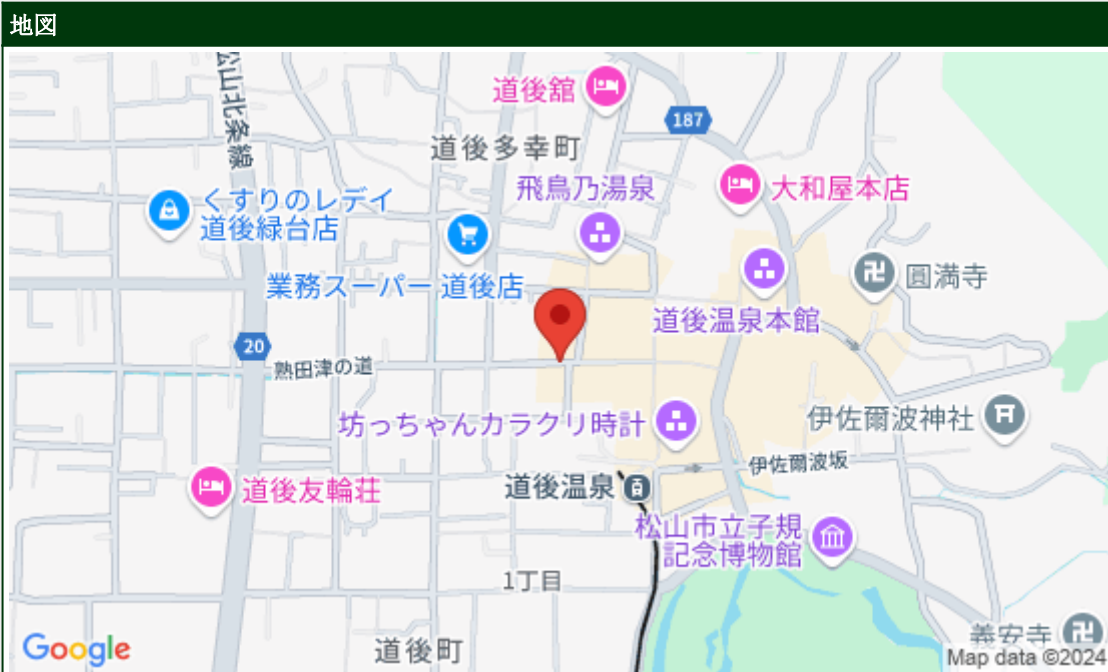 地図
松山北条線
道後舘
187
道後多幸町
飛鳥乃湯泉
大和屋本店
くすりのレデイ
道後緑台店
業務スーパー 道後店
圓満寺
道後温泉本館
20
熟田津の道
坊っちゃんカラクリ時計
伊佐爾波神社
伊佐爾波坂
道後友輪荘
道後温泉
松山市立子規
記念博物館
1丁目
道後町
義安寺
Google
Map data ©2024